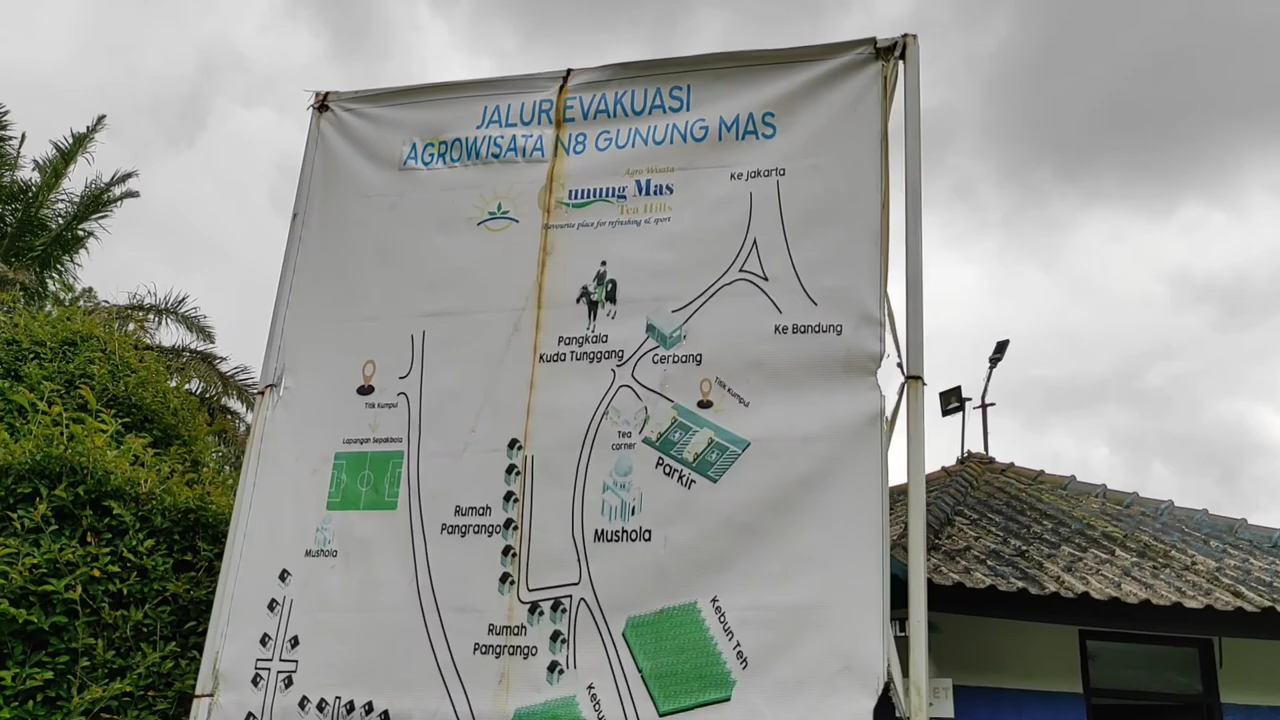 JALUR EVAKUASI
AGROWISATA N8 GUNUNG MAS
Agro Wisata
Gunung Mas
Tea Hills
Favourite place for refreshing & sport
Ke Jakarta
Ke Bandung
Pangkala
Kuda Tunggang
Gerbang
Titik Kumpul
Titik Kumpul
Lapangan Sepakbola
Tea
corner
Parkir
Rumah
Pangrango
Mushola
Mushola
Rumah
Pangrango
Kebun Teh